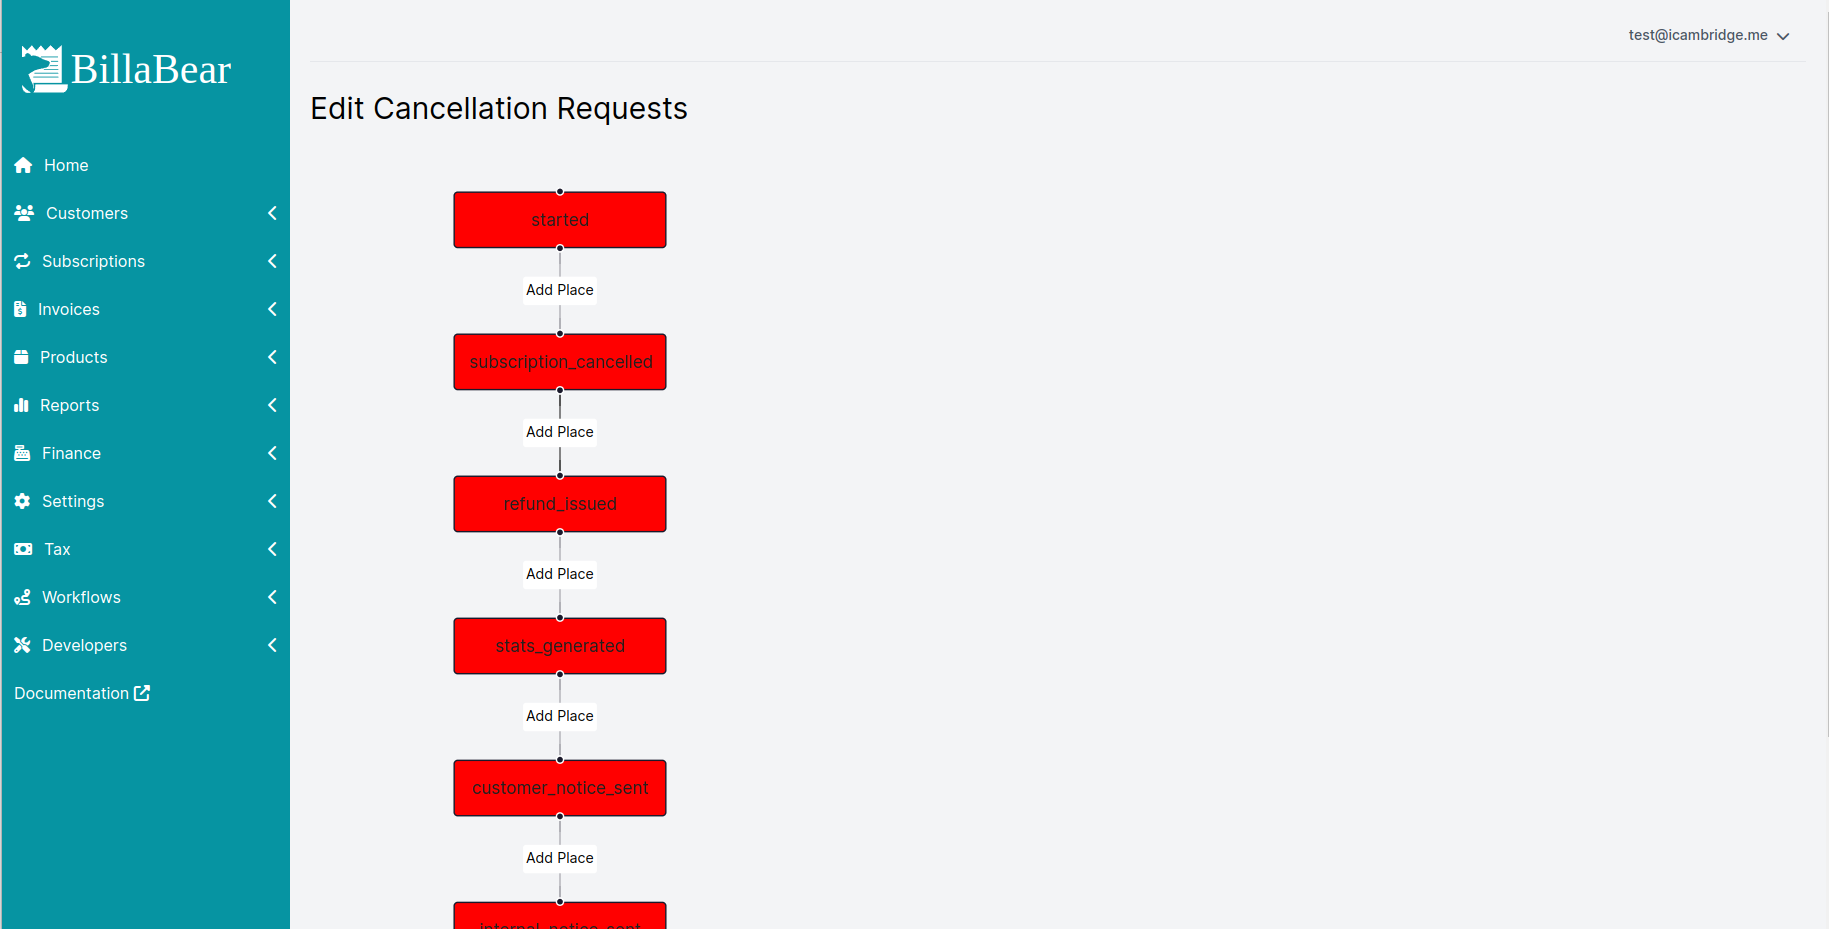 BillaBear
test@icambridge.me
Edit Cancellation Requests
Home
Customers
Subscriptions
Invoices
Products
Reports
Finance
Settings
Tax
Workflows
Developers
Documentation
started
Add Place
subscription_cancelled
Add Place
refund_issued
Add Place
stats_generated
Add Place
customer_notice_sent
Add Place
internal_notice_sent